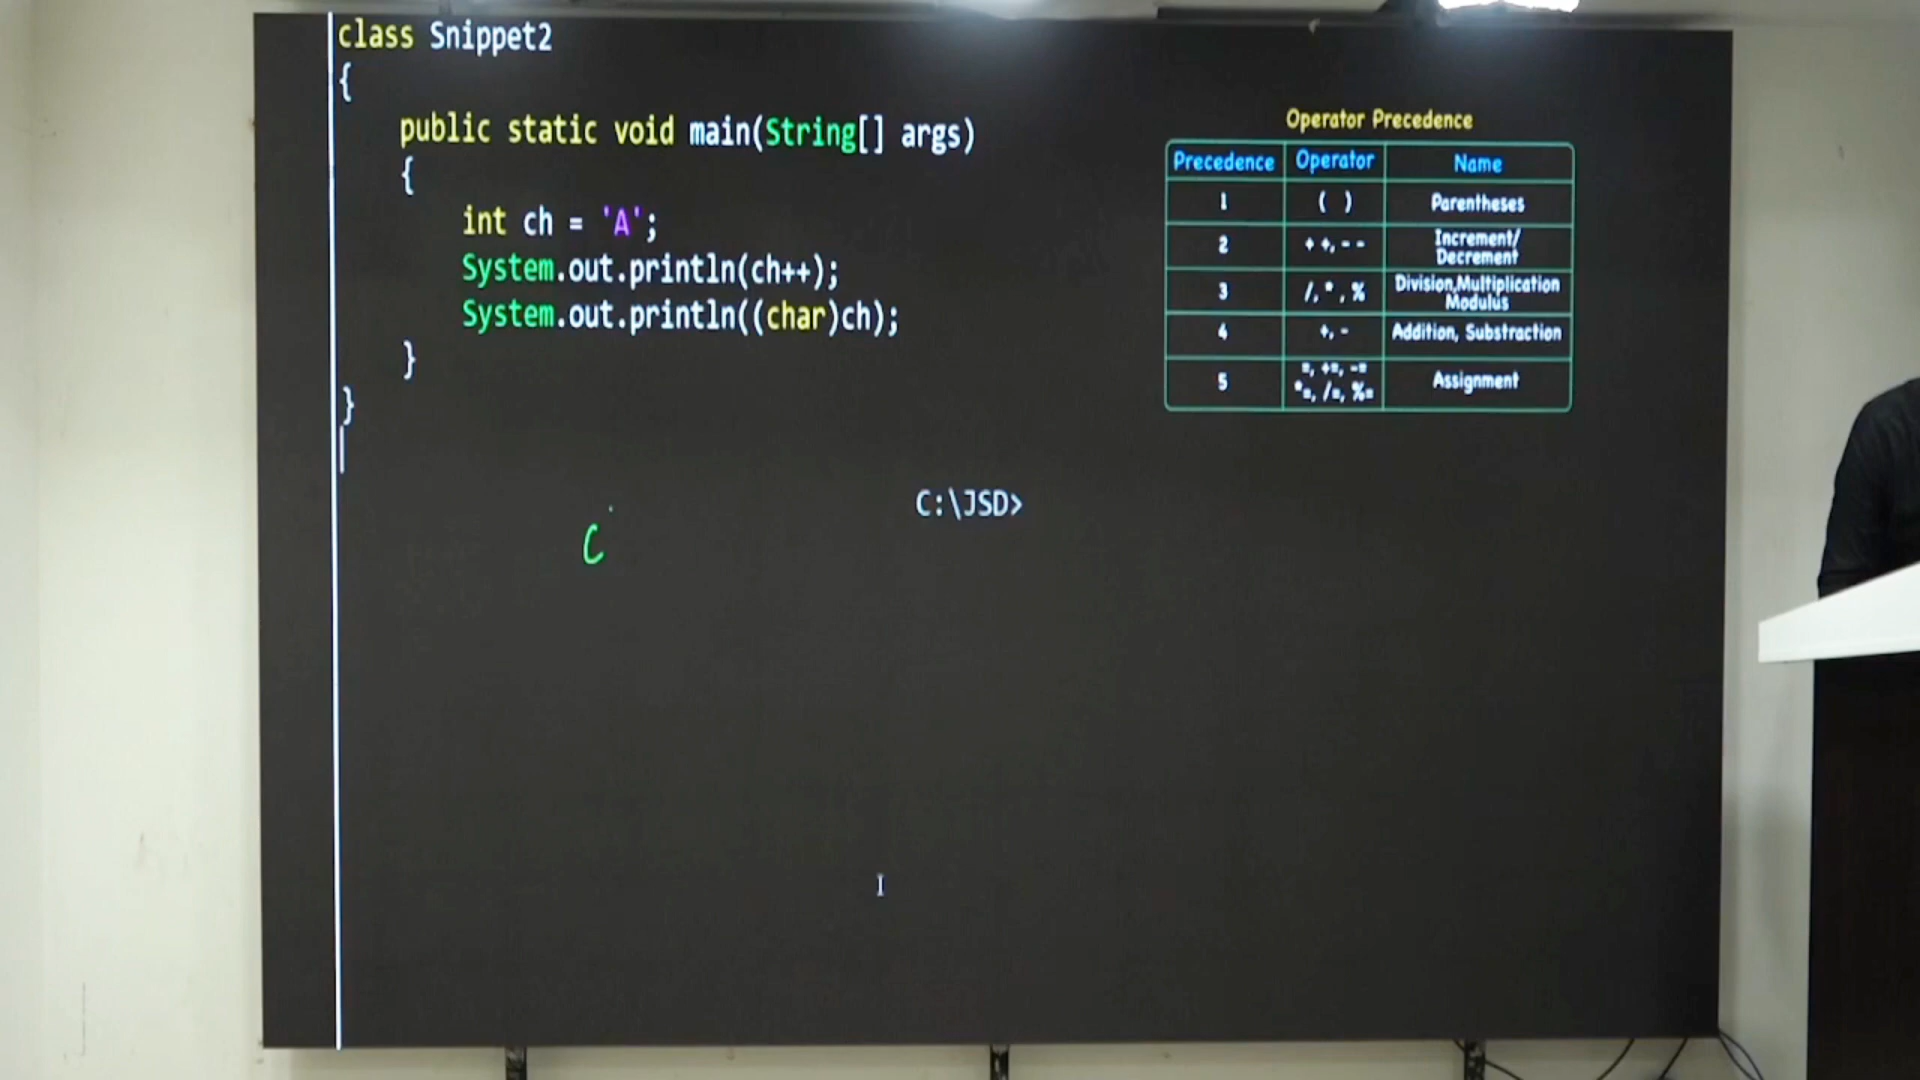 class Snippet2
{
public static void main(String[] args)
{
int ch = 'A';
System.out.println(ch++);
System.out.println((char)ch);
}
}
Operator Precedence
Precedence Operator Name
1 ( ) Parentheses
2 ++, -- Increment/
Decrement
3 /, *, % Division,Multiplication
Modulus
4 +, - Addition, Substraction
5 =, +=, -=
*=, /=, %= Assignment
C:\JSD>
C